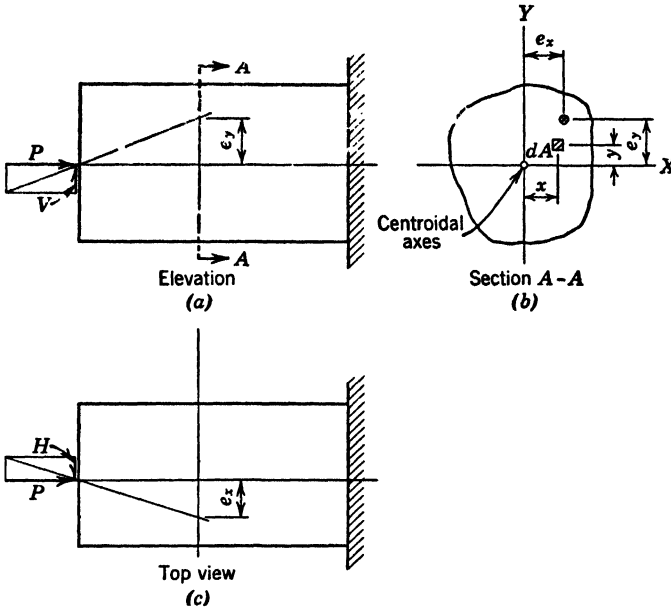 A
e_y
P
V
A
Elevation
(a)
Y
e_x
dA
y
e_y
X
x
Centroidal
axes
Section A-A
(b)
H
P
e_x
Top view
(c)